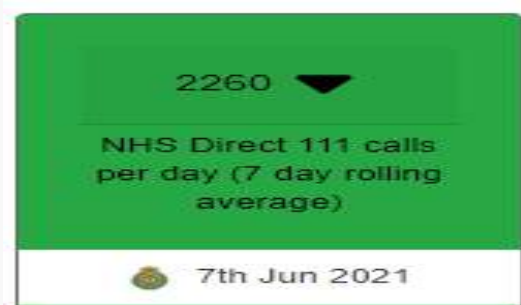 2260
NHS Direct 111 calls
per day (7 day rolling
average)
7th Jun 2021